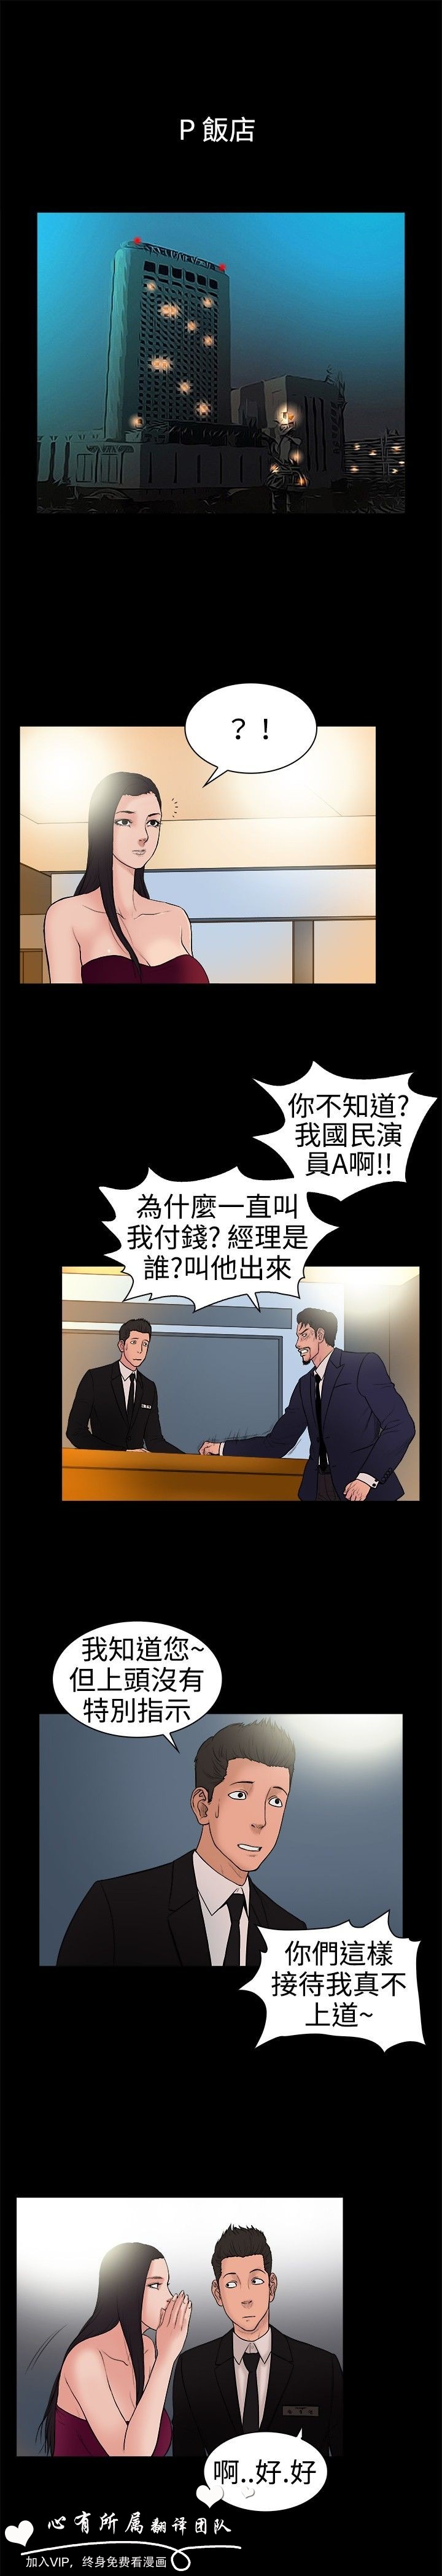 P 飯店
？！
你不知道?
我國民演
員A啊!!
為什麼一直叫
我付錢? 經理是
誰?叫他出來
我知道您~
但上頭沒有
特別指示
你們這樣
接待我真不
上道~
啊..好.好
心有所属翻译团队
加入VIP，终身免费看漫画